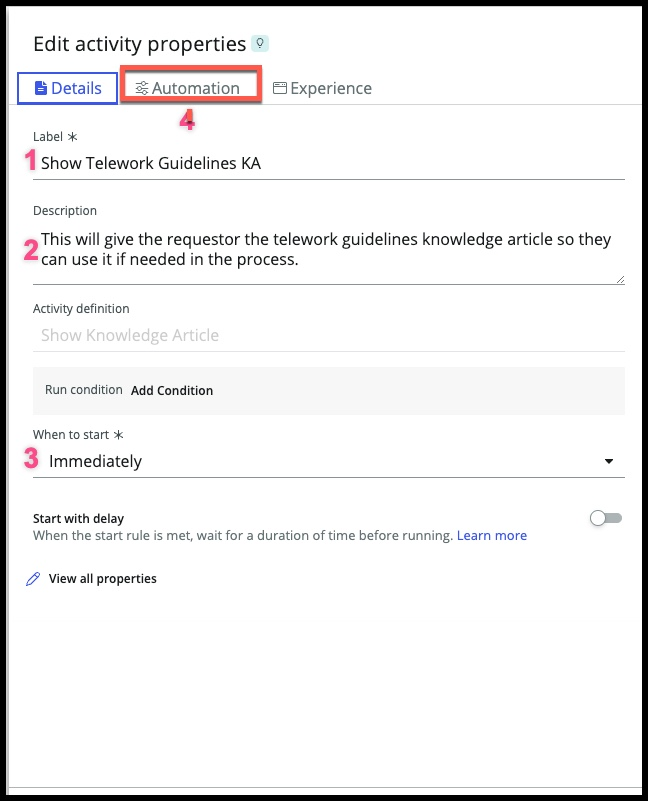 Edit activity properties
Details Automation Experience
4
Label *
1 Show Telework Guidelines KA
Description
2 This will give the requestor the telework guidelines knowledge article so they
can use it if needed in the process.
Activity definition
Show Knowledge Article
Run condition Add Condition
When to start *
3 Immediately
Start with delay
When the start rule is met, wait for a duration of time before running. Learn more
View all properties